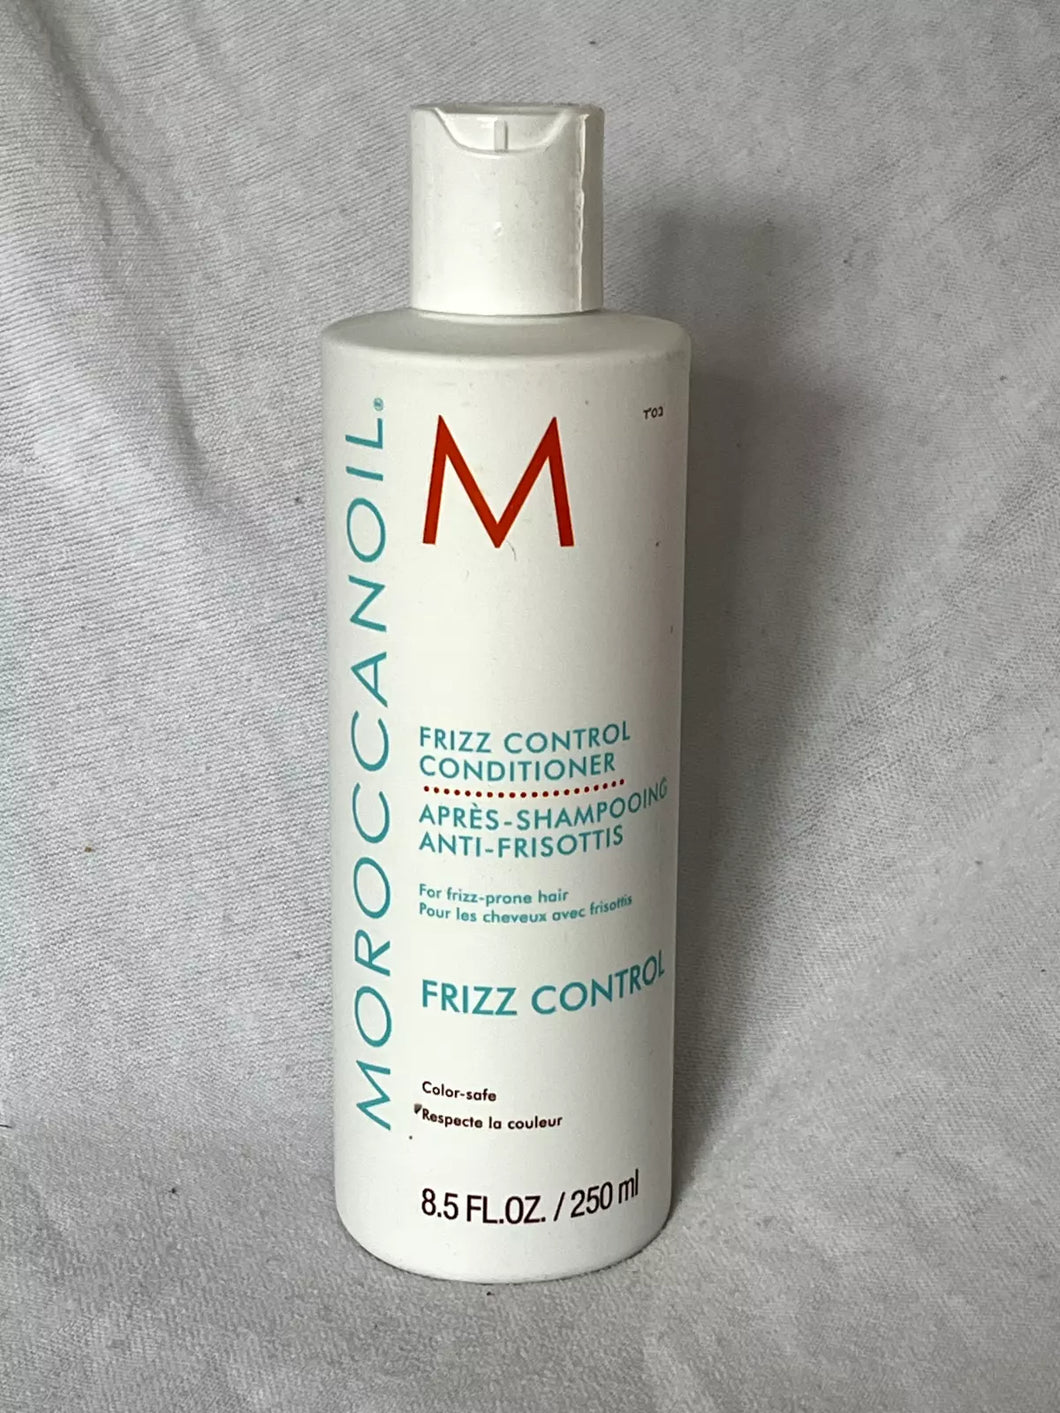 MOROCCANOIL®
M
FRIZZ CONTROL
CONDITIONER
APRÈS-SHAMPOOING
ANTI-FRISOTTIS
For frizz-prone hair
Pour les cheveux avec frisottis
FRIZZ CONTROL
Color-safe
Respecte la couleur
8.5 FL.OZ. / 250 ml